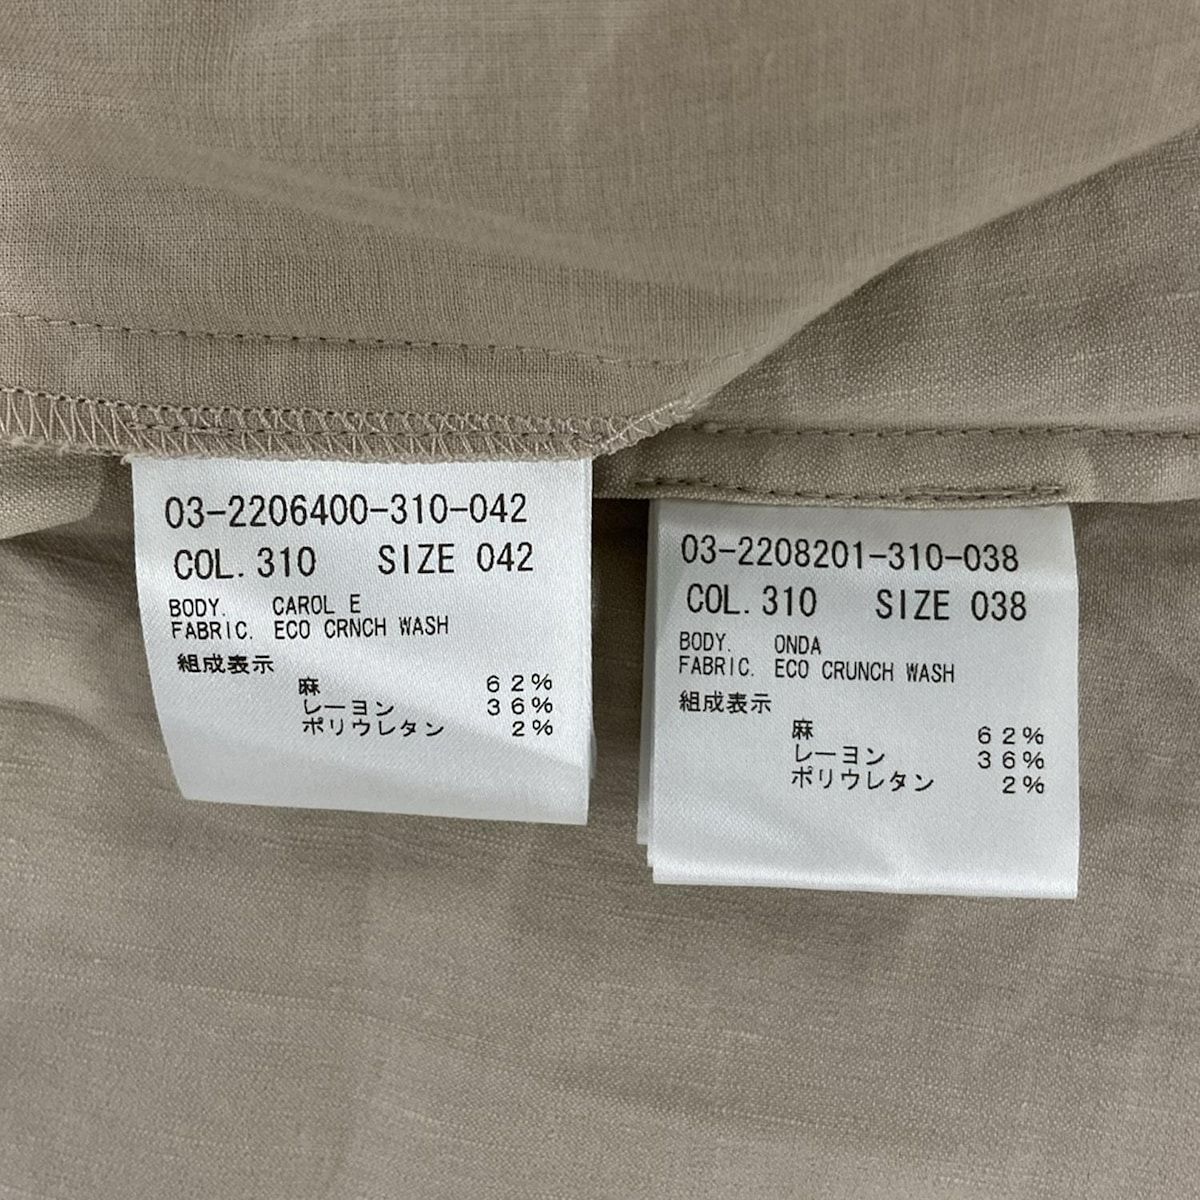 03-2206400-310-042
COL. 310 SIZE 042
BODY. CAROL E
FABRIC. ECO CRNCH WASH
組成表示
麻 62%
レーヨン 36%
ポリウレタン 2%
03-2208201-310-038
COL. 310 SIZE 038
BODY. ONDA
FABRIC. ECO CRUNCH WASH
組成表示
麻 62%
レーヨン 36%
ポリウレタン 2%